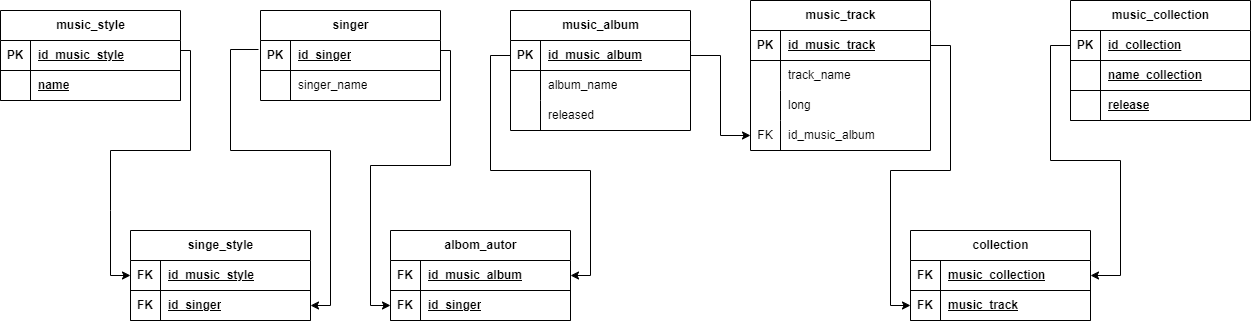 music_style
PK id_music_style
name
singer
PK id_singer
singer_name
music_album
PK id_music_album
album_name
released
music_track
PK id_music_track
track_name
long
FK id_music_album
music_collection
PK id_collection
name_collection
release
singe_style
FK id_music_style
FK id_singer
albom_autor
FK id_music_album
FK id_singer
collection
FK music_collection
FK music_track